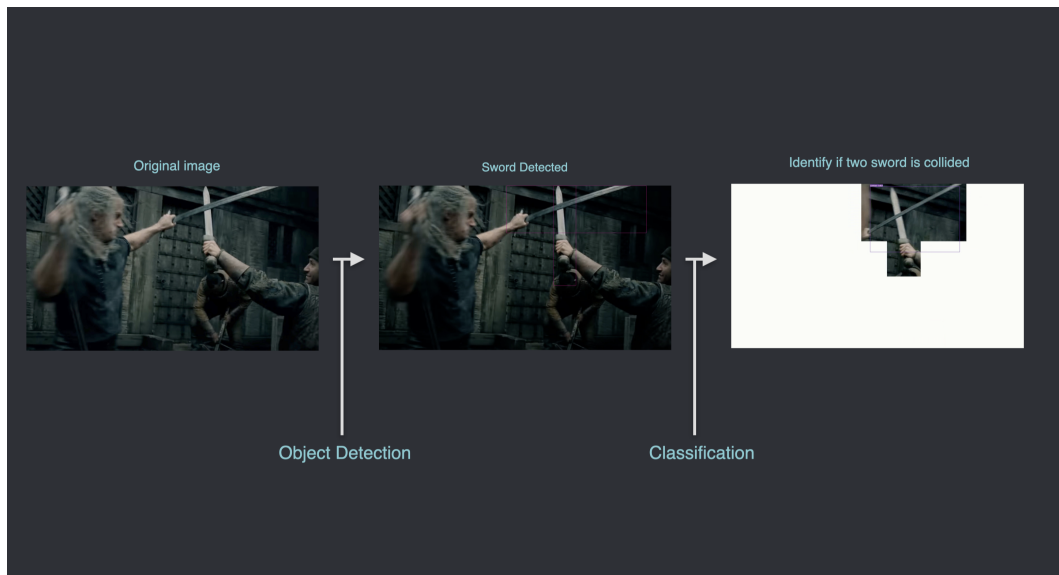 Original image
Sword Detected
Identify if two sword is collided
Object Detection
Classification